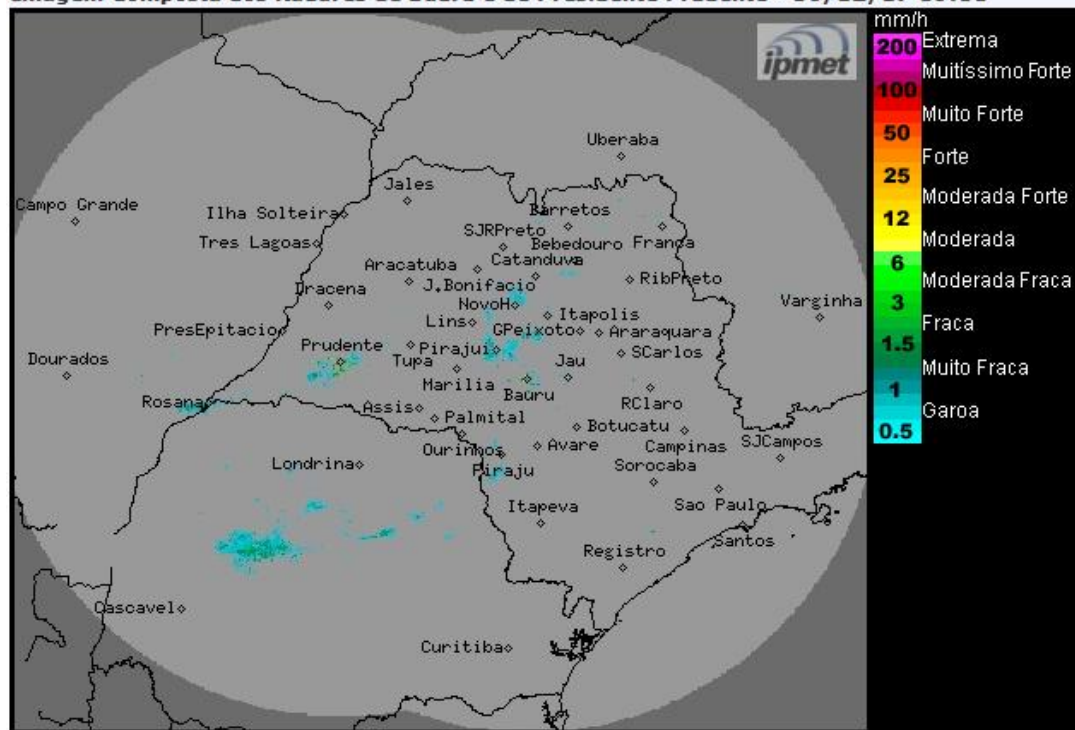 mm/h
ipmet
200 Extrema
Muitíssimo Forte
100
Muito Forte
50
Forte
25
Moderada Forte
12
Moderada
6
Moderada Fraca
3
Fraca
1.5
Muito Fraca
1
Garoa
0.5
Uberaba
Jales
Campo Grande
Ilha Solteira
Barretos
Tres Lagoas
SJRPreto
Bebedouro
Franca
Aracatuba
Catanduva
J.Bonifacio
RibPreto
Dracena
NovoH
Varginha
Lins
Itapolis
PresEpitacio
GPeixoto
Araraquara
Prudente
Pirajui
SCarlos
Dourados
Tupa
Jau
Marilia
Bauru
Rosana
Assis
Palmital
RClaro
Botucatu
Campinas
SJCampos
Ourinhos
Avare
Londrina
Piraju
Sorocaba
Itapeva
Sao Paulo
Santos
Registro
Cascavel
Curitiba